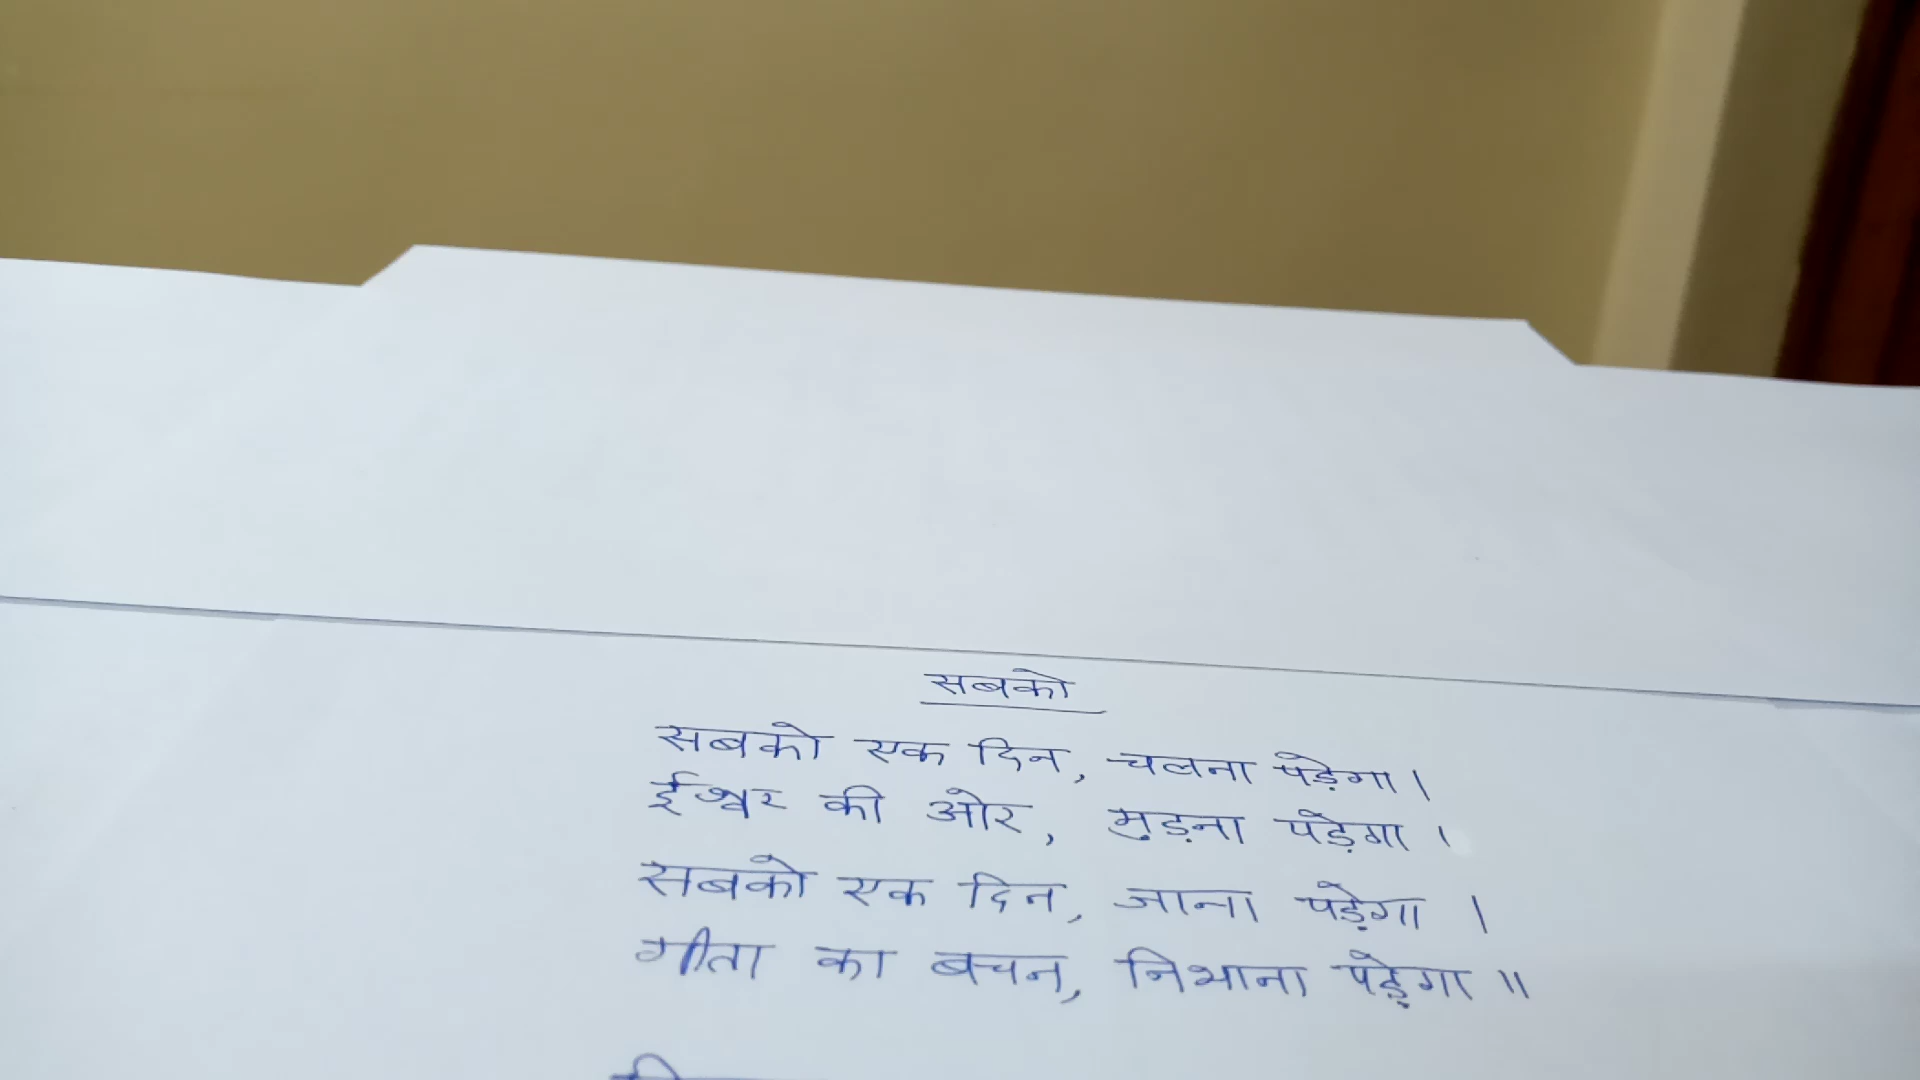 सबको
सबको एक दिन, चलना पड़ेगा।
ईश्वर की ओर, मुड़ना पड़ेगा।
सबको एक दिन, जाना पड़ेगा।
गीता का बचन, निभाना पड़ेगा॥